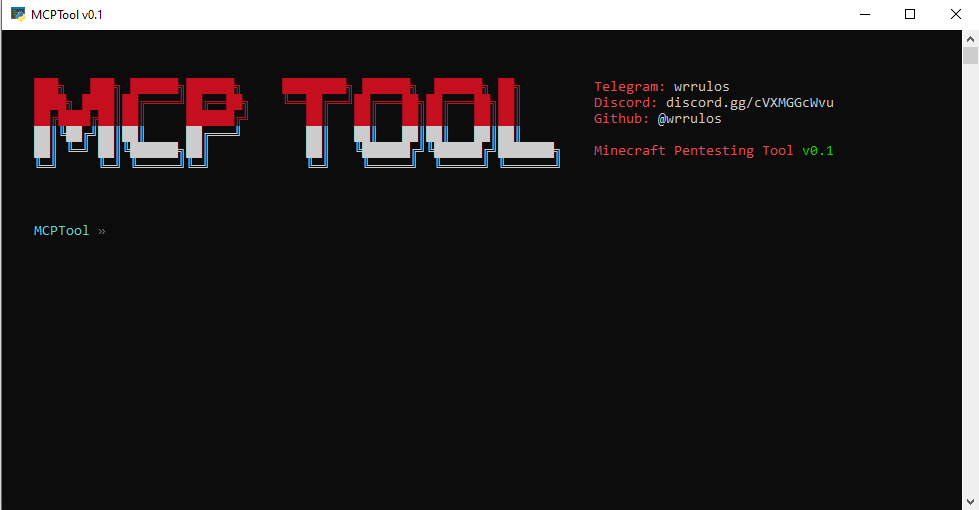 MCPTool v0.1
MCP TOOL
Telegram: wrrulos
Discord: discord.gg/cVXMGGcWvu
Github: @wrrulos
Minecraft Pentesting Tool v0.1
MCPTool »